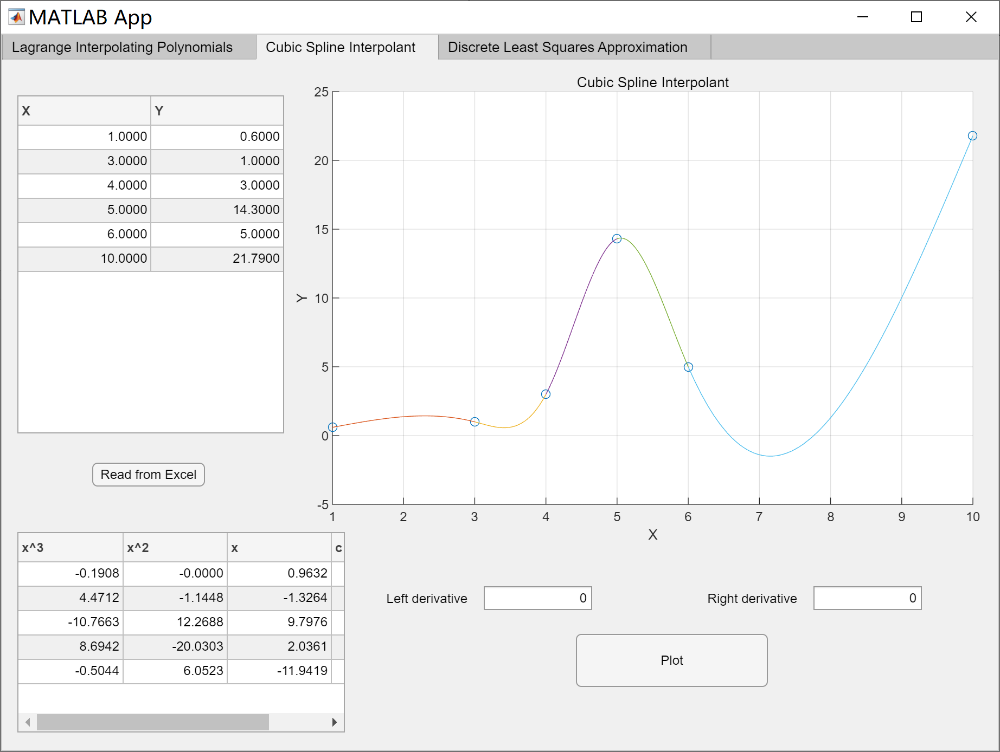 MATLAB App
Lagrange Interpolating Polynomials
Cubic Spline Interpolant
Discrete Least Squares Approximation
X Y
1.0000 0.6000
3.0000 1.0000
4.0000 3.0000
5.0000 14.3000
6.0000 5.0000
10.0000 21.7900
Read from Excel
Cubic Spline Interpolant
25
20
15
10
5
0
-5
Y
1 2 3 4 5 6 7 8 9 10
X
x^3 x^2 x c
-0.1908 -0.0000 0.9632
4.4712 -1.1448 -1.3264
-10.7663 12.2688 9.7976
8.6942 -20.0303 2.0361
-0.5044 6.0523 -11.9419
Left derivative 0
Right derivative 0
Plot